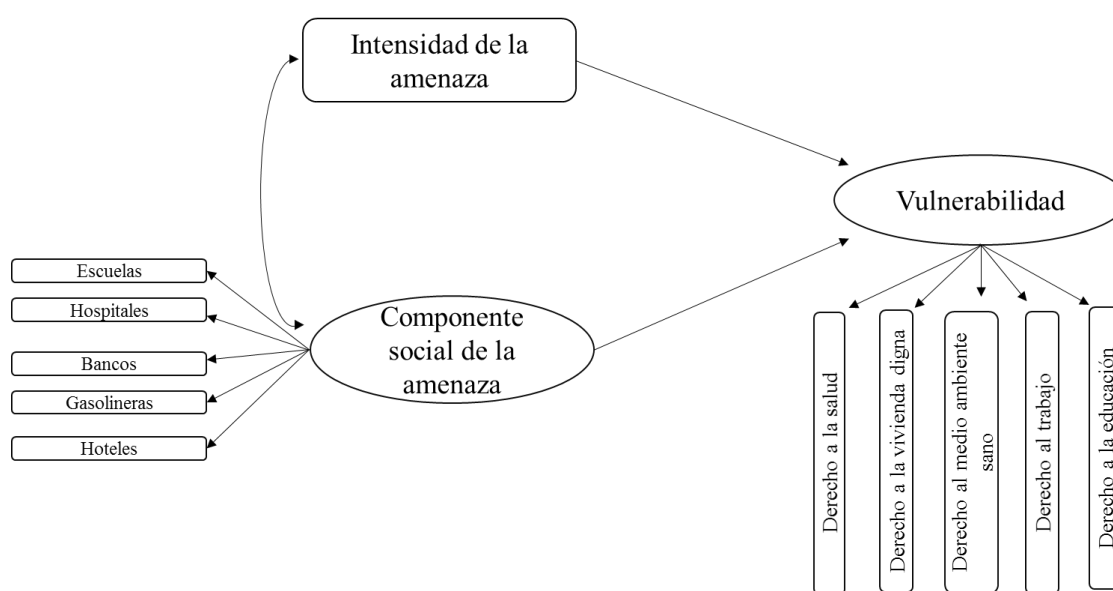 Intensidad de la
amenaza
Vulnerabilidad
Escuelas
Hospitales
Bancos
Gasolineras
Hoteles
Componente
social de la
amenaza
Derecho a la salud
Derecho a la vivienda digna
Derecho al medio ambiente
sano
Derecho al trabajo
Derecho a la educación